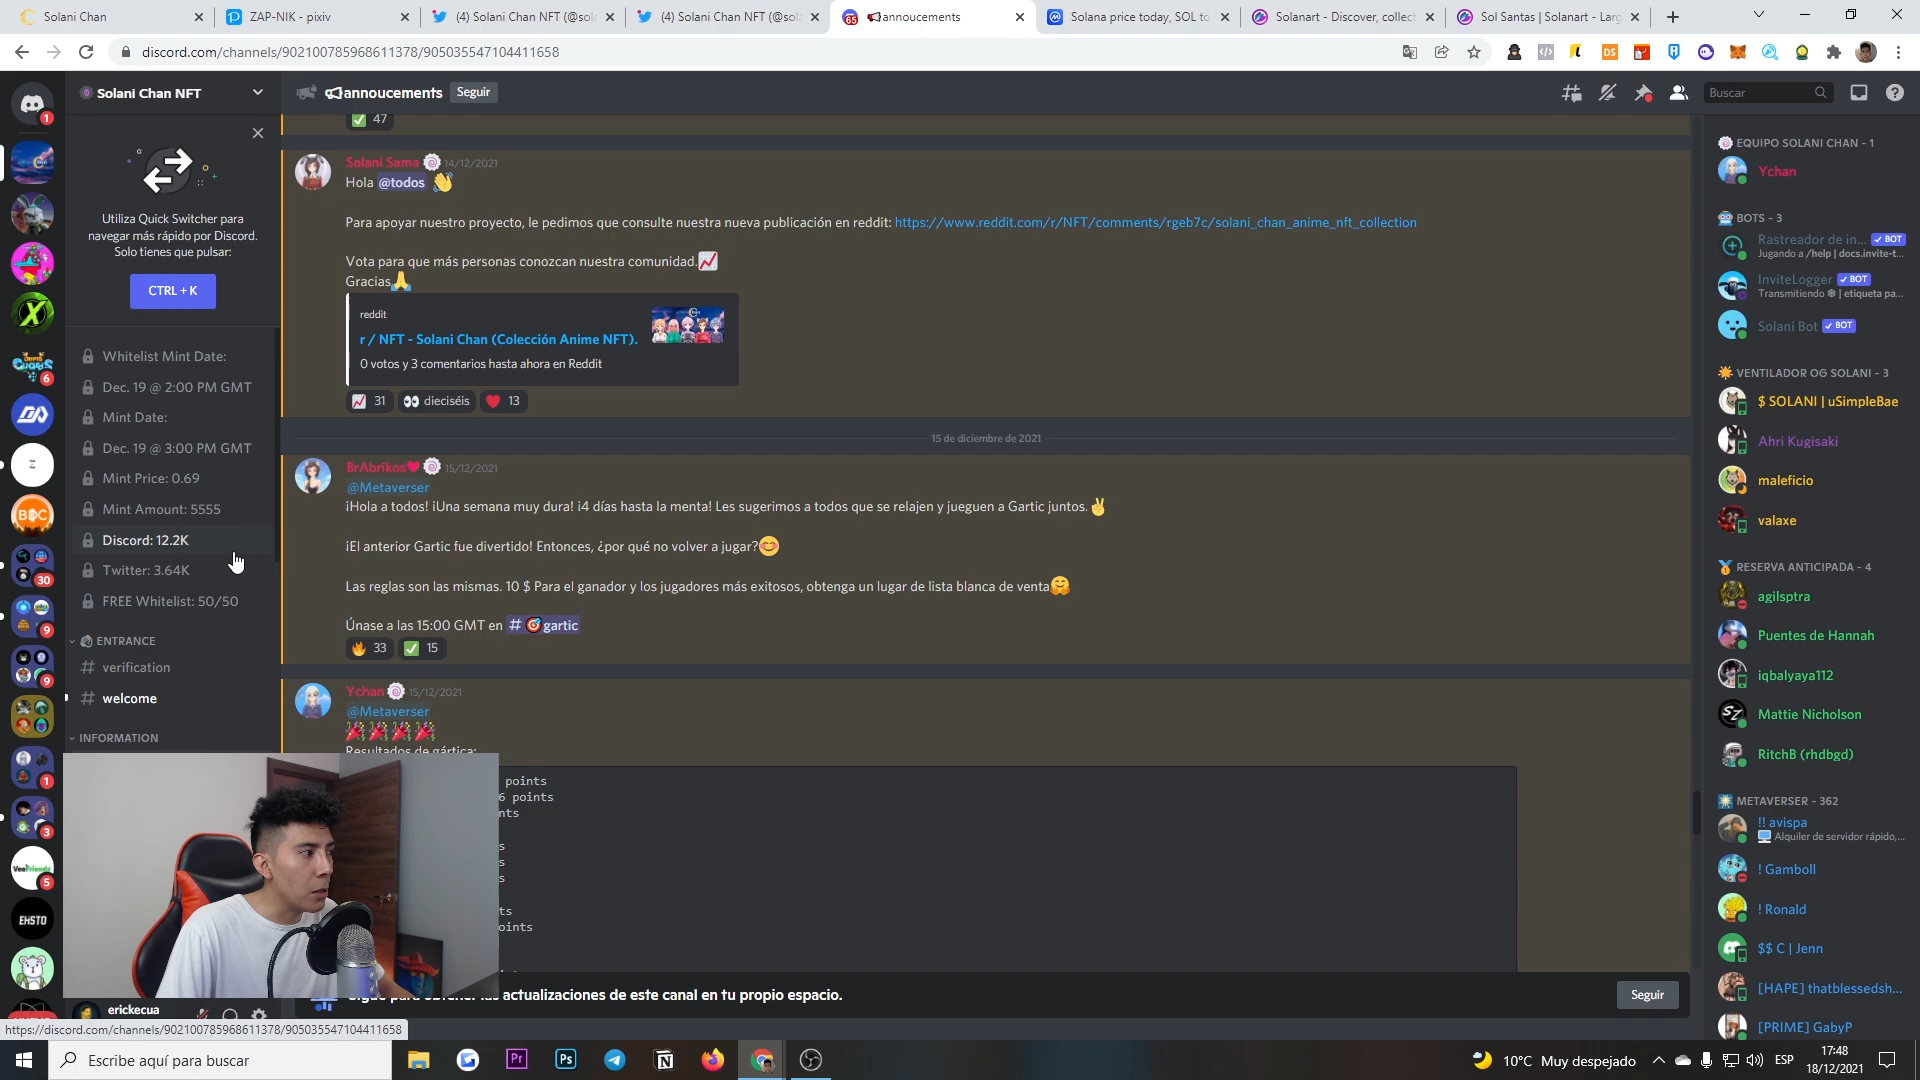 Solani Chan
ZAP-NIK - pixiv
(4) Solani Chan NFT (@sola
(4) Solani Chan NFT (@sola
annoucements
Solana price today, SOL to
Solanart - Discover, collect
Sol Santas | Solanart - Larg
discord.com/channels/902100785968611378/905035547104411658
Solani Chan NFT
annoucements
Seguir
Buscar
Utiliza Quick Switcher para
navegar más rápido por Discord.
Solo tienes que pulsar:
CTRL + K
Whitelist Mint Date:
Dec. 19 @ 2:00 PM GMT
Mint Date:
Dec. 19 @ 3:00 PM GMT
Mint Price: 0.69
Mint Amount: 5555
Discord: 12.2K
Twitter: 3.64K
FREE Whitelist: 50/50
ENTRANCE
verification
welcome
INFORMATION
47
Solani Sama 14/12/2021
Hola @todos
Para apoyar nuestro proyecto, le pedimos que consulte nuestra nueva publicación en reddit: https://www.reddit.com/r/NFT/comments/rgeb7c/solani_chan_anime_nft_collection
Vota para que más personas conozcan nuestra comunidad.
Gracias
reddit
r / NFT - Solani Chan (Colección Anime NFT).
0 votos y 3 comentarios hasta ahora en Reddit
31 dieciséis 13
15 de diciembre de 2021
BrAbrikos 15/12/2021
@Metaverser
¡Hola a todos! ¡Una semana muy dura! ¡4 días hasta la menta! Les sugerimos a todos que se relajen y jueguen a Gartic juntos.
¡El anterior Gartic fue divertido! Entonces, ¿por qué no volver a jugar?
Las reglas son las mismas. 10 $ Para el ganador y los jugadores más exitosos, obtenga un lugar de lista blanca de venta
Únase a las 15:00 GMT en # gartic
33 15
Ychan 15/12/2021
@Metaverser
Resultados de gártica:
points
6 points
nts
s
s
s
ts
oints
actualizaciones de este canal en tu propio espacio.
Seguir
EQUIPO SOLANI CHAN - 1
Ychan
BOTS - 3
Rastreador de in... BOT
Jugando a /help | docs.invite-t...
InviteLogger BOT
Transmitiendo | etiqueta pa...
Solani Bot BOT
VENTILADOR OG SOLANI - 3
$ SOLANI | uSimpleBae
Ahri Kugisaki
maleficio
valaxe
RESERVA ANTICIPADA - 4
agilsptra
Puentes de Hannah
iqbalyaya112
Mattie Nicholson
RitchB (rhdbgd)
METAVERSER - 362
!! avispa
Alquiler de servidor rápido,...
! Gamboll
! Ronald
$$ C | Jenn
[HAPE] thatblessedsh...
[PRIME] GabyP
erickecua
https://discord.com/channels/902100785968611378/905035547104411658
Escribe aquí para buscar
10°C Muy despejado
ESP
17:48
18/12/2021